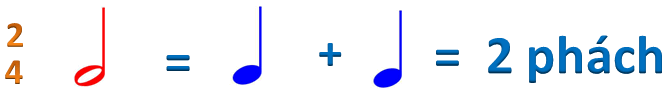 2
4
= + = 2 phách